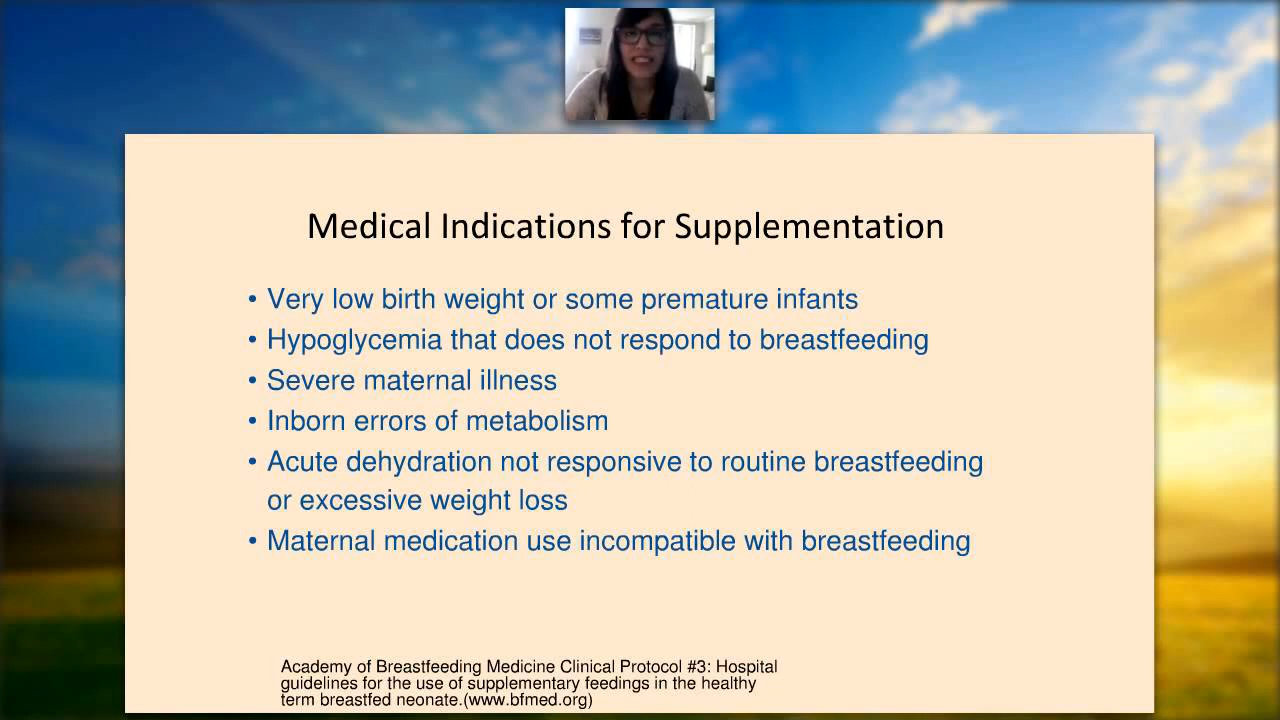 Medical Indications for Supplementation
• Very low birth weight or some premature infants
• Hypoglycemia that does not respond to breastfeeding
• Severe maternal illness
• Inborn errors of metabolism
• Acute dehydration not responsive to routine breastfeeding
or excessive weight loss
• Maternal medication use incompatible with breastfeeding
Academy of Breastfeeding Medicine Clinical Protocol #3: Hospital
guidelines for the use of supplementary feedings in the healthy
term breastfed neonate.(www.bfmed.org)